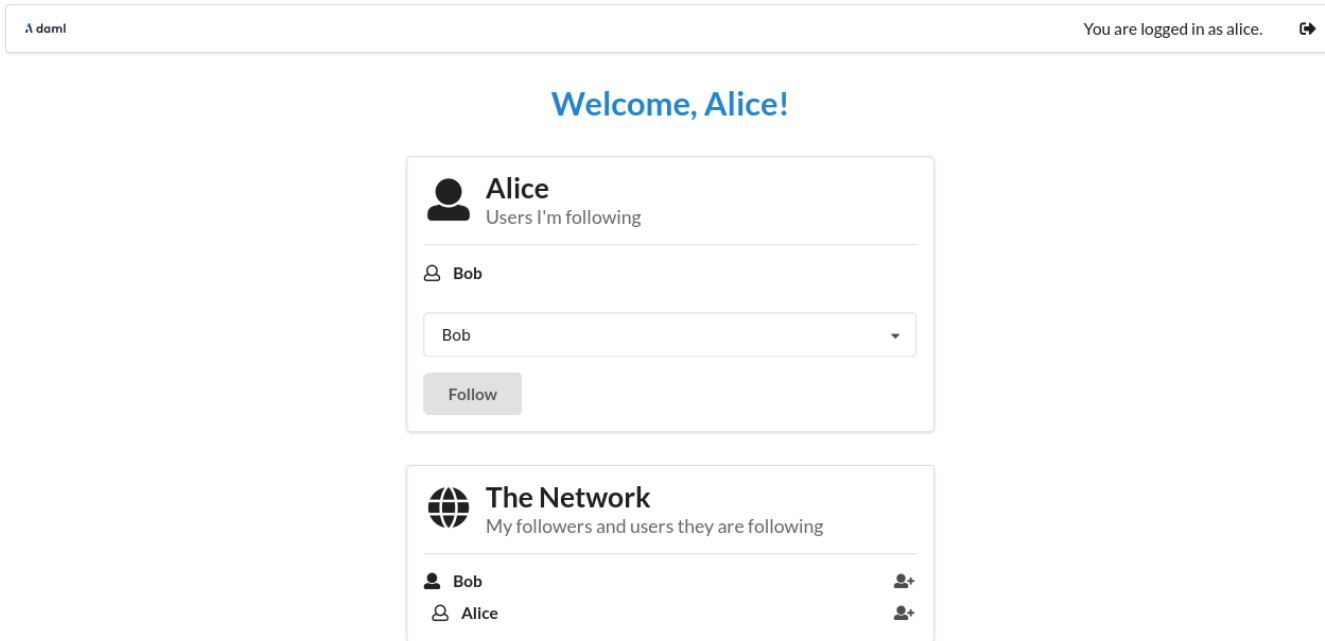 daml
You are logged in as alice.
Welcome, Alice!
Alice
Users I'm following
Bob
Bob
Follow
The Network
My followers and users they are following
Bob
Alice